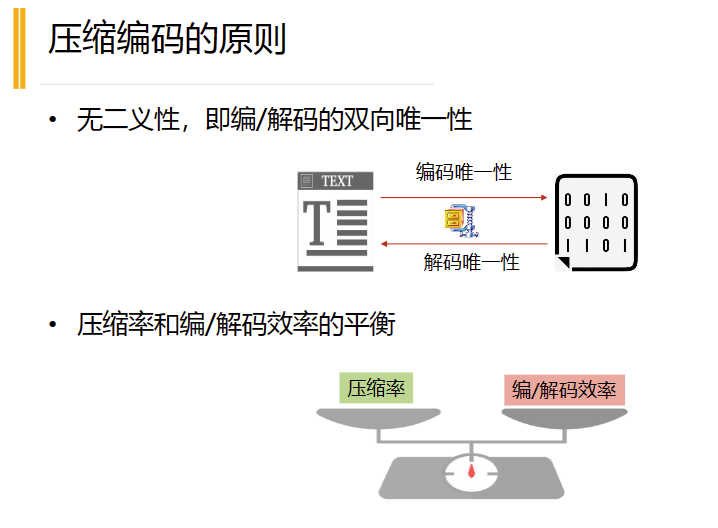 压缩编码的原则
• 无二义性，即编/解码的双向唯一性
编码唯一性
TEXT
T
0 0 1 0
0 0 0 0
1 1 0 1
解码唯一性
• 压缩率和编/解码效率的平衡
压缩率
编/解码效率